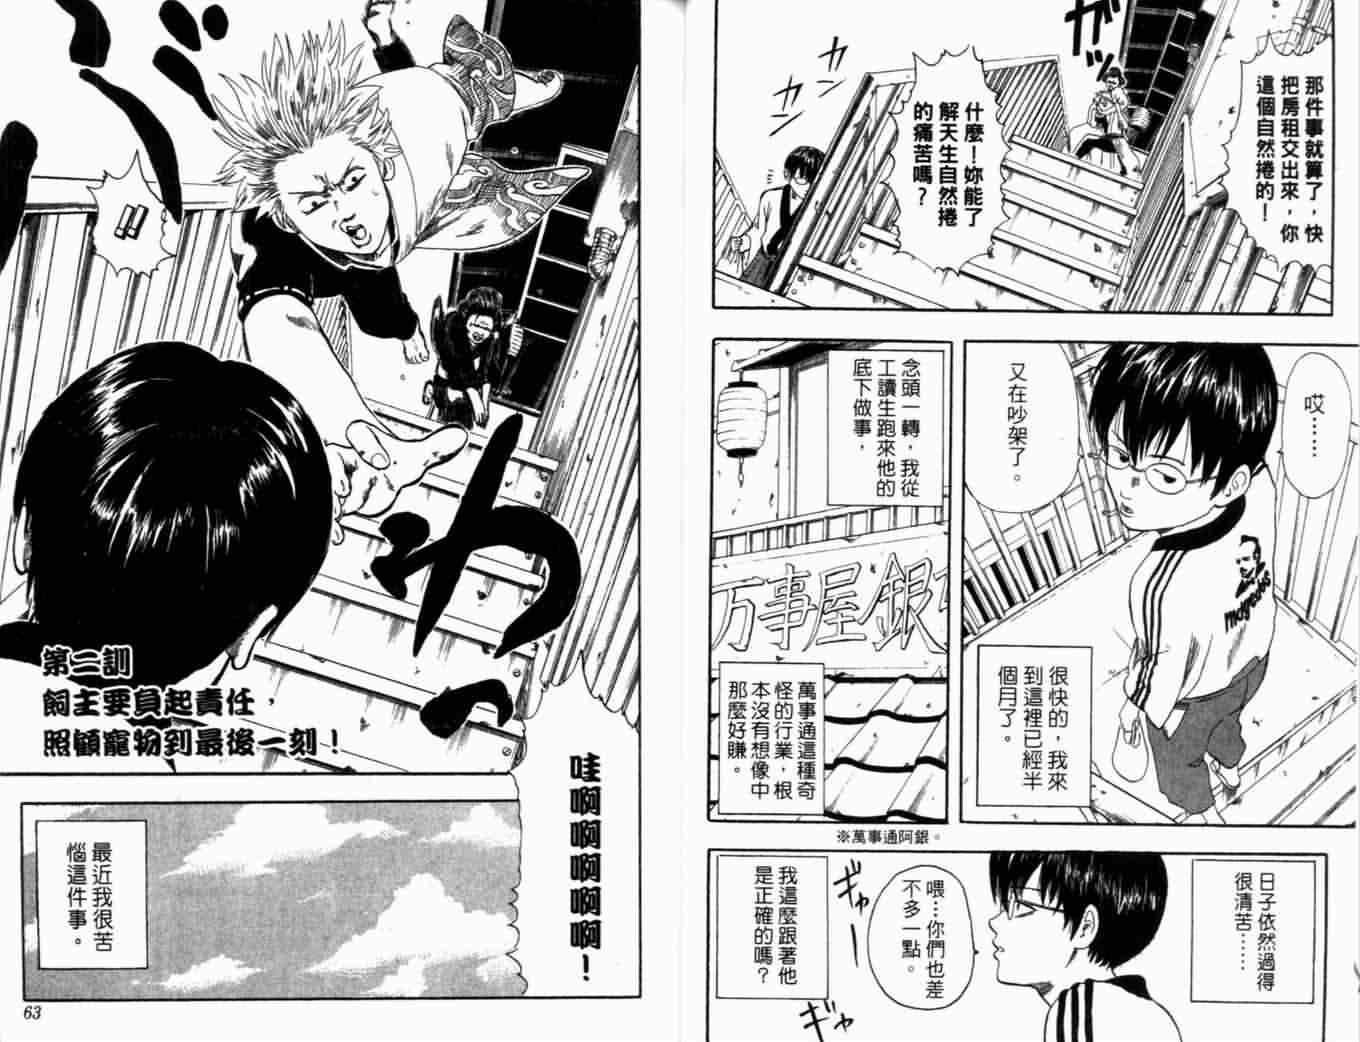 那件事就算了，快
把房租交出來，你
這個自然捲的！
什麼！妳能了
解天生自然捲
的痛苦嗎？
哎……
又在吵架了。
很快的，我來
到這裡已經半
個月了。
念頭一轉，我從
工讀生跑來他的
底下做事，
万事屋銀
萬事通這種奇
怪的行業，根
本沒有想像中
那麼好賺。
※萬事通阿銀。
日子依然過得
很清苦……
喂…你們也差
不多一點。
我這麼跟著他
是正確的嗎？
ギャー
ギャ
!!
わっ
哇啊啊啊啊啊！
第二訓
飼主要負起責任，
照顧寵物到最後一刻！
最近我很苦
惱這件事。
63